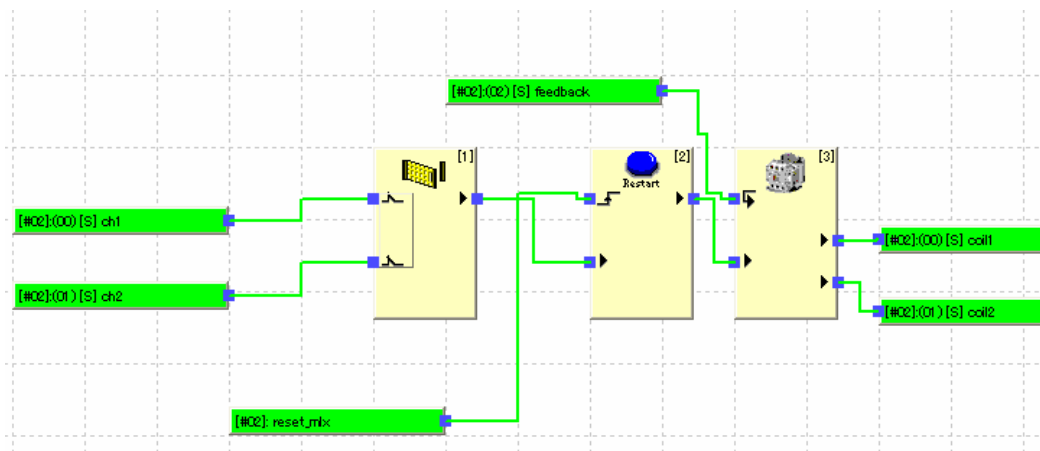 [#02]:(02) [S] feedback
[1]
[2]
[3]
Restart
[#02]:(00) [S] ch1
[#02]:(00) [S] coil1
[#02]:(01) [S] ch2
[#02]:(01) [S] coil2
[#02]: reset_mlx